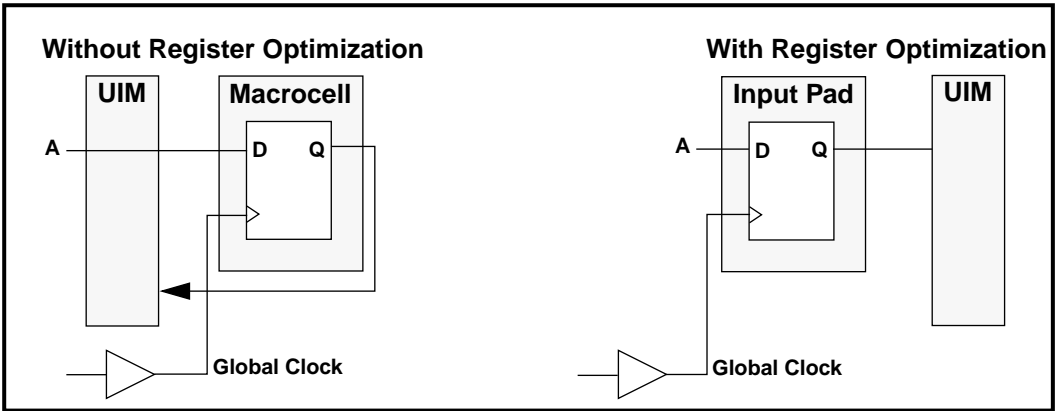 Without Register Optimization
UIM
Macrocell
A
D
Q
Global Clock
With Register Optimization
Input Pad
UIM
A
D
Q
Global Clock